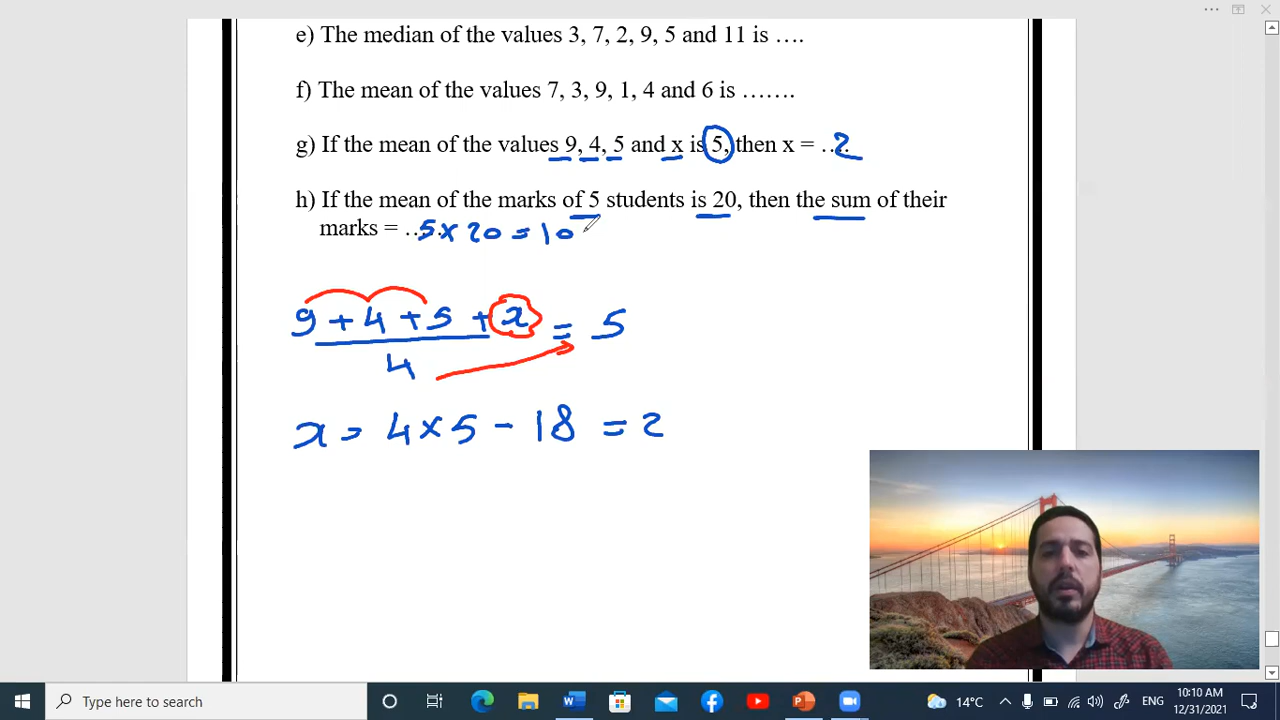 e) The median of the values 3, 7, 2, 9, 5 and 11 is ….
f) The mean of the values 7, 3, 9, 1, 4 and 6 is …….
g) If the mean of the values 9, 4, 5 and x is 5, then x = …. 2
h) If the mean of the marks of 5 students is 20, then the sum of their
marks = …… 5 x 20 = 10
9 + 4 + 5 + x = 5
4
x = 4 x 5 - 18 = 2
Type here to search
14°C
ENG
10:10 AM
12/31/2021